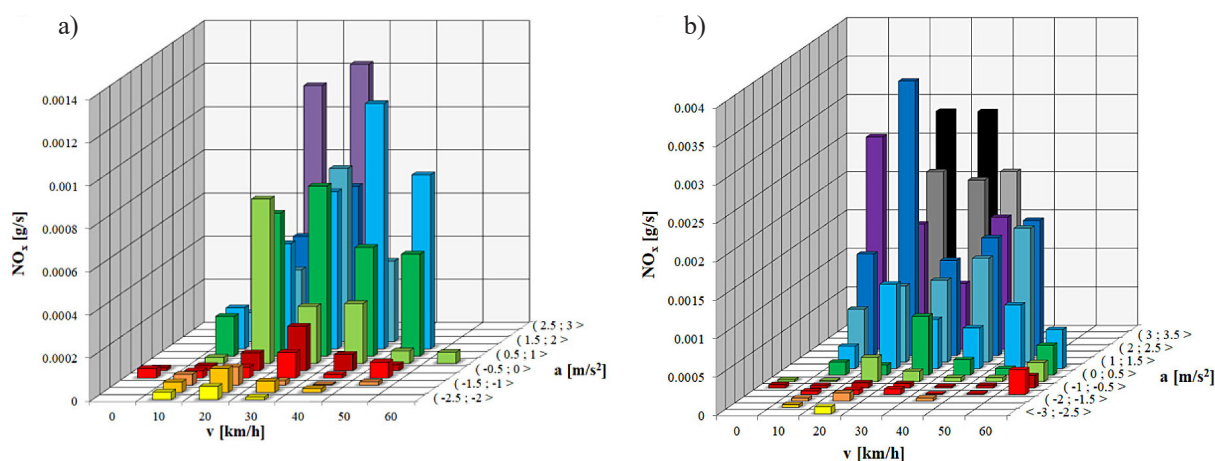 a)
0.0014
0.0012
0.001
0.0008
0.0006
0.0004
0.0002
0
NOx [g/s]
0 10 20 30 40 50 60
v [km/h]
( 2.5 ; 3 >
( 1.5 ; 2 >
( 0.5 ; 1 >
( -0.5 ; 0 >
( -1.5 ; -1 >
( -2.5 ; -2 >
a [m/s²]
b)
0.004
0.0035
0.003
0.0025
0.002
0.0015
0.001
0.0005
0
NOx [g/s]
0 10 20 30 40 50 60
v [km/h]
( 3 ; 3.5 >
( 2 ; 2.5 >
( 1 ; 1.5 >
( 0 ; 0.5 >
( -1 ; -0.5 >
( -2 ; -1.5 >
< -3 ; -2.5 >
a [m/s²]